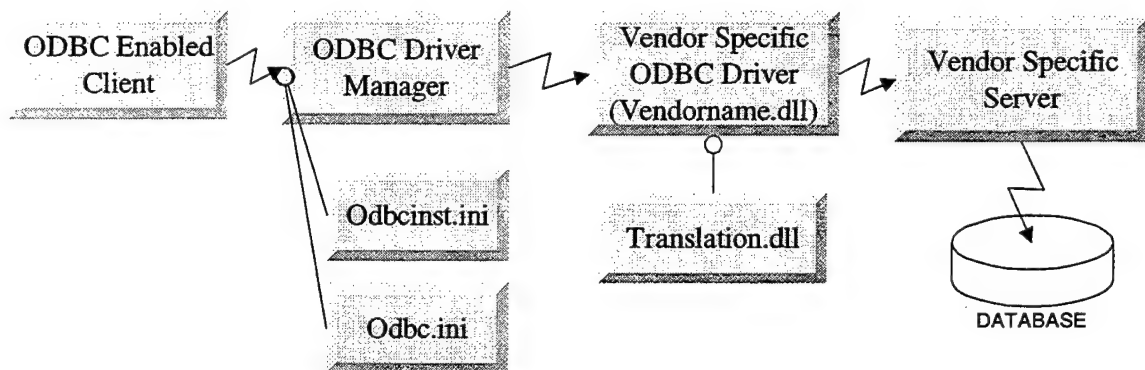 ODBC Enabled
Client
ODBC Driver
Manager
Vendor Specific
ODBC Driver
(Vendorname.dll)
Vendor Specific
Server
Odbcinst.ini
Translation.dll
Odbc.ini
DATABASE